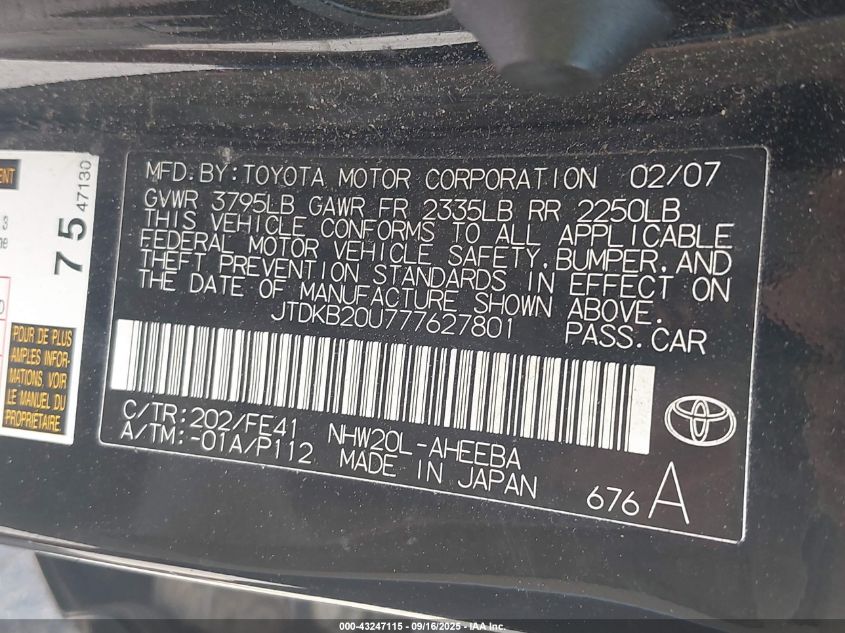 MFD.BY:TOYOTA MOTOR CORPORATION 02/07
GVWR 3795LB GAWR FR 2335LB RR 2250LB
THIS VEHICLE CONFORMS TO ALL APPLICABLE
FEDERAL MOTOR VEHICLE SAFETY, BUMPER, AND
THEFT PREVENTION STANDARDS IN EFFECT ON
THE DATE OF MANUFACTURE SHOWN ABOVE.
JTDKB20U777627801 PASS.CAR
C/TR:202/FE41 NHW20L-AHEEBA
A/TM:-01A/P112 MADE IN JAPAN
676 A
75 47130
POUR DE PLUS
AMPLES INFOR-
MATIONS, VOIR
LE MANUEL DU
PROPRIÉTAIRE.
000-43247115 - 09/16/2025 - IAA Inc.